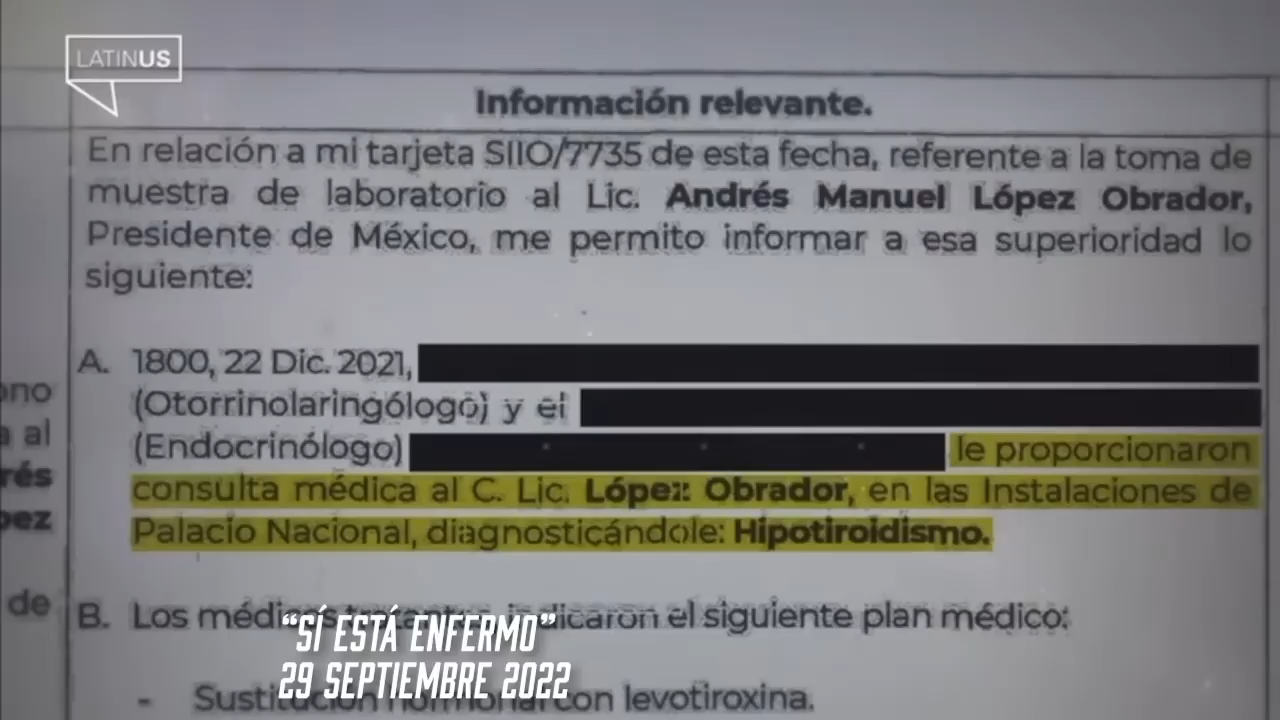 LATINUS
Información relevante.
En relación a mi tarjeta SIIO/7735 de esta fecha, referente a la toma de
muestra de laboratorio al Lic. Andrés Manuel López Obrador,
Presidente de México, me permito informar a esa superioridad lo
siguiente:
A. 1800, 22 Dic. 2021,
(Otorrinolaringólogo) y el
(Endocrinólogo) le proporcionaron
consulta médica al C. Lic. López Obrador, en las Instalaciones de
Palacio Nacional, diagnosticándole: Hipotiroidismo.
B. Los médicos tratantes, indicaron el siguiente plan médico:
- Sustitución hormonal con levotiroxina.
ono
a al
rés
pez
de
“SÍ ESTÁ ENFERMO”
29 SEPTIEMBRE 2022